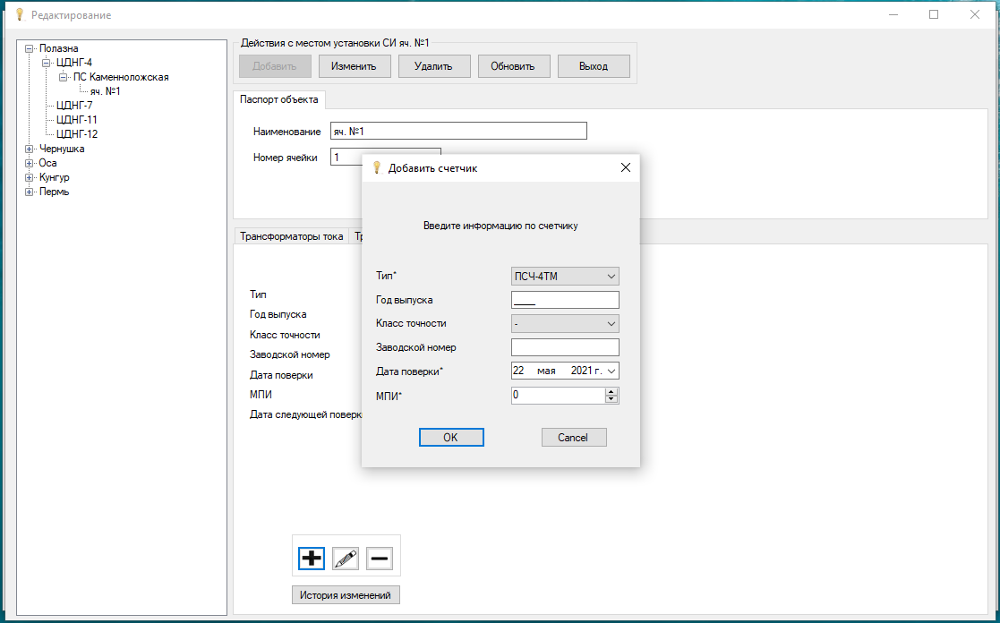 Редактирование
Полазна
ЦДНГ-4
ПС Каменноложская
яч. №1
ЦДНГ-7
ЦДНГ-11
ЦДНГ-12
Чернушка
Оса
Кунгур
Пермь
Действия с местом установки СИ яч. №1
Добавить Изменить Удалить Обновить Выход
Паспорт объекта
Наименование яч. №1
Номер ячейки 1
Трансформаторы тока
Тип
Год выпуска
Класс точности
Заводской номер
Дата поверки
МПИ
Дата следующей
История изменений
Добавить счетчик
Введите информацию по счетчику
Тип* ПСЧ-4ТМ
Год выпуска ____
Класс точности -
Заводской номер
Дата поверки* 22 мая 2021 г.
МПИ* 0
OK Cancel